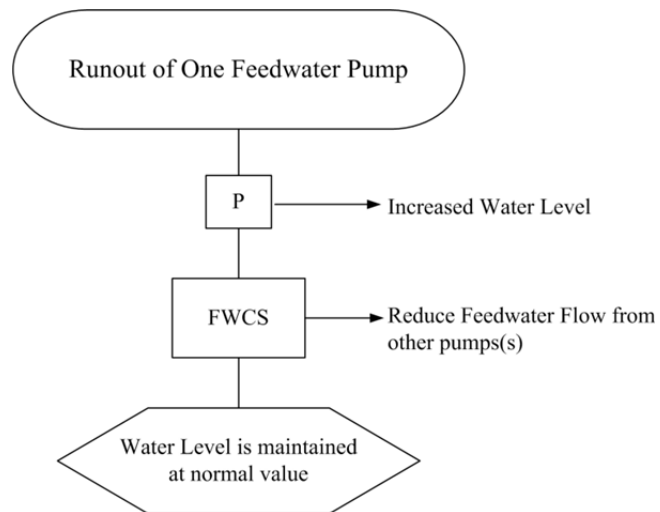 Runout of One Feedwater Pump
P
Increased Water Level
FWCS
Reduce Feedwater Flow from
other pumps(s)
Water Level is maintained
at normal value